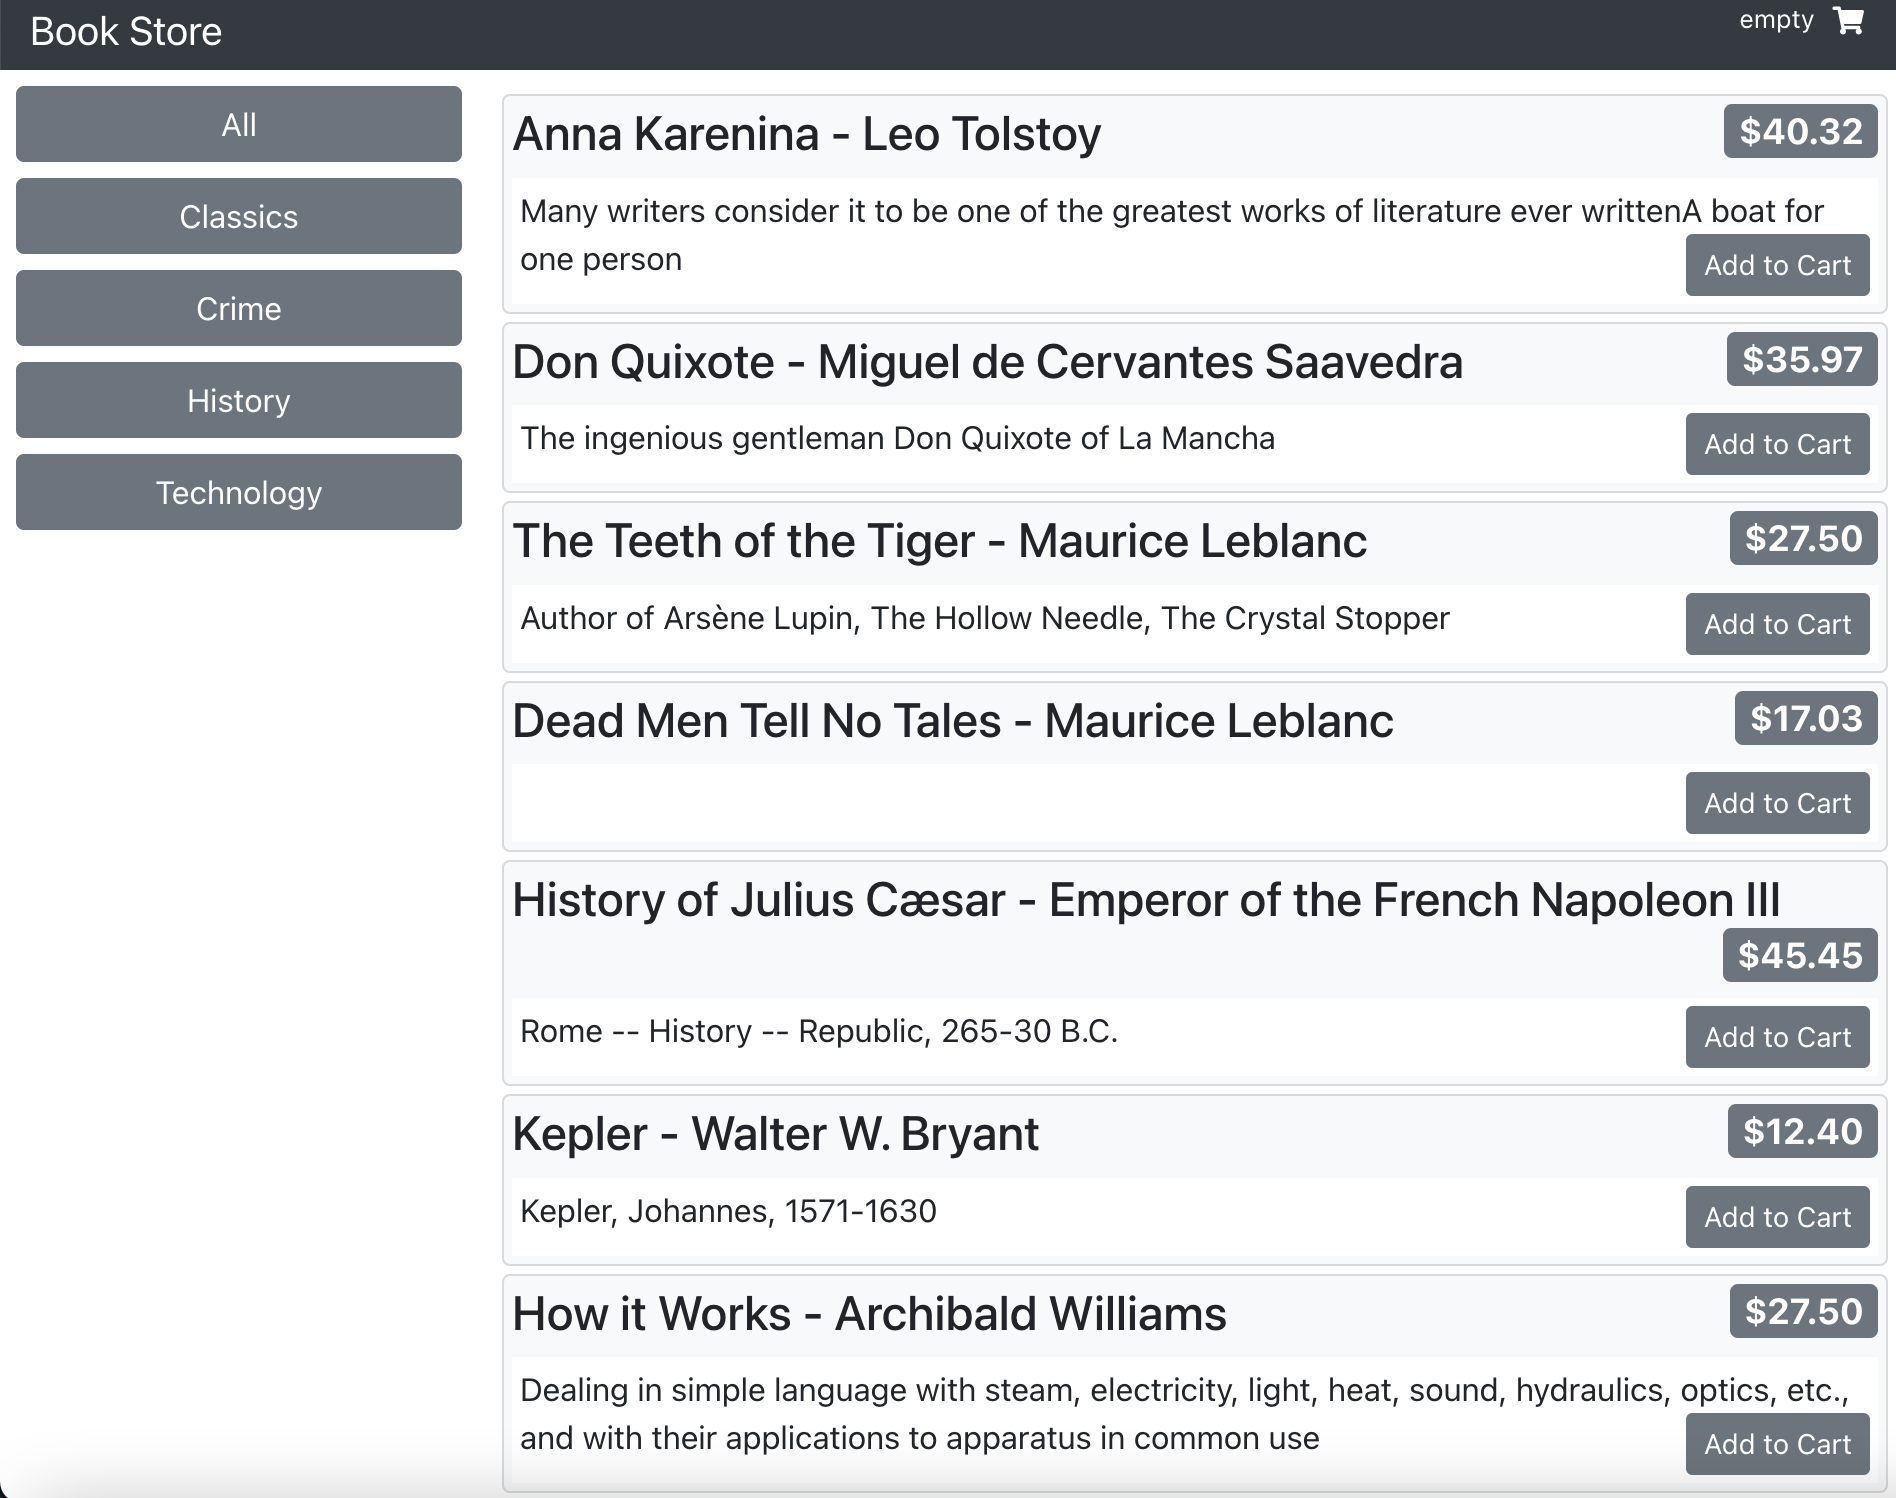 Book Store
empty
All
Classics
Crime
History
Technology
Anna Karenina - Leo Tolstoy
$40.32
Many writers consider it to be one of the greatest works of literature ever writtenA boat for
one person
Add to Cart
Don Quixote - Miguel de Cervantes Saavedra
$35.97
The ingenious gentleman Don Quixote of La Mancha
Add to Cart
The Teeth of the Tiger - Maurice Leblanc
$27.50
Author of Arsène Lupin, The Hollow Needle, The Crystal Stopper
Add to Cart
Dead Men Tell No Tales - Maurice Leblanc
$17.03
Add to Cart
History of Julius Cæsar - Emperor of the French Napoleon III
$45.45
Rome -- History -- Republic, 265-30 B.C.
Add to Cart
Kepler - Walter W. Bryant
$12.40
Kepler, Johannes, 1571-1630
Add to Cart
How it Works - Archibald Williams
$27.50
Dealing in simple language with steam, electricity, light, heat, sound, hydraulics, optics, etc.,
and with their applications to apparatus in common use
Add to Cart